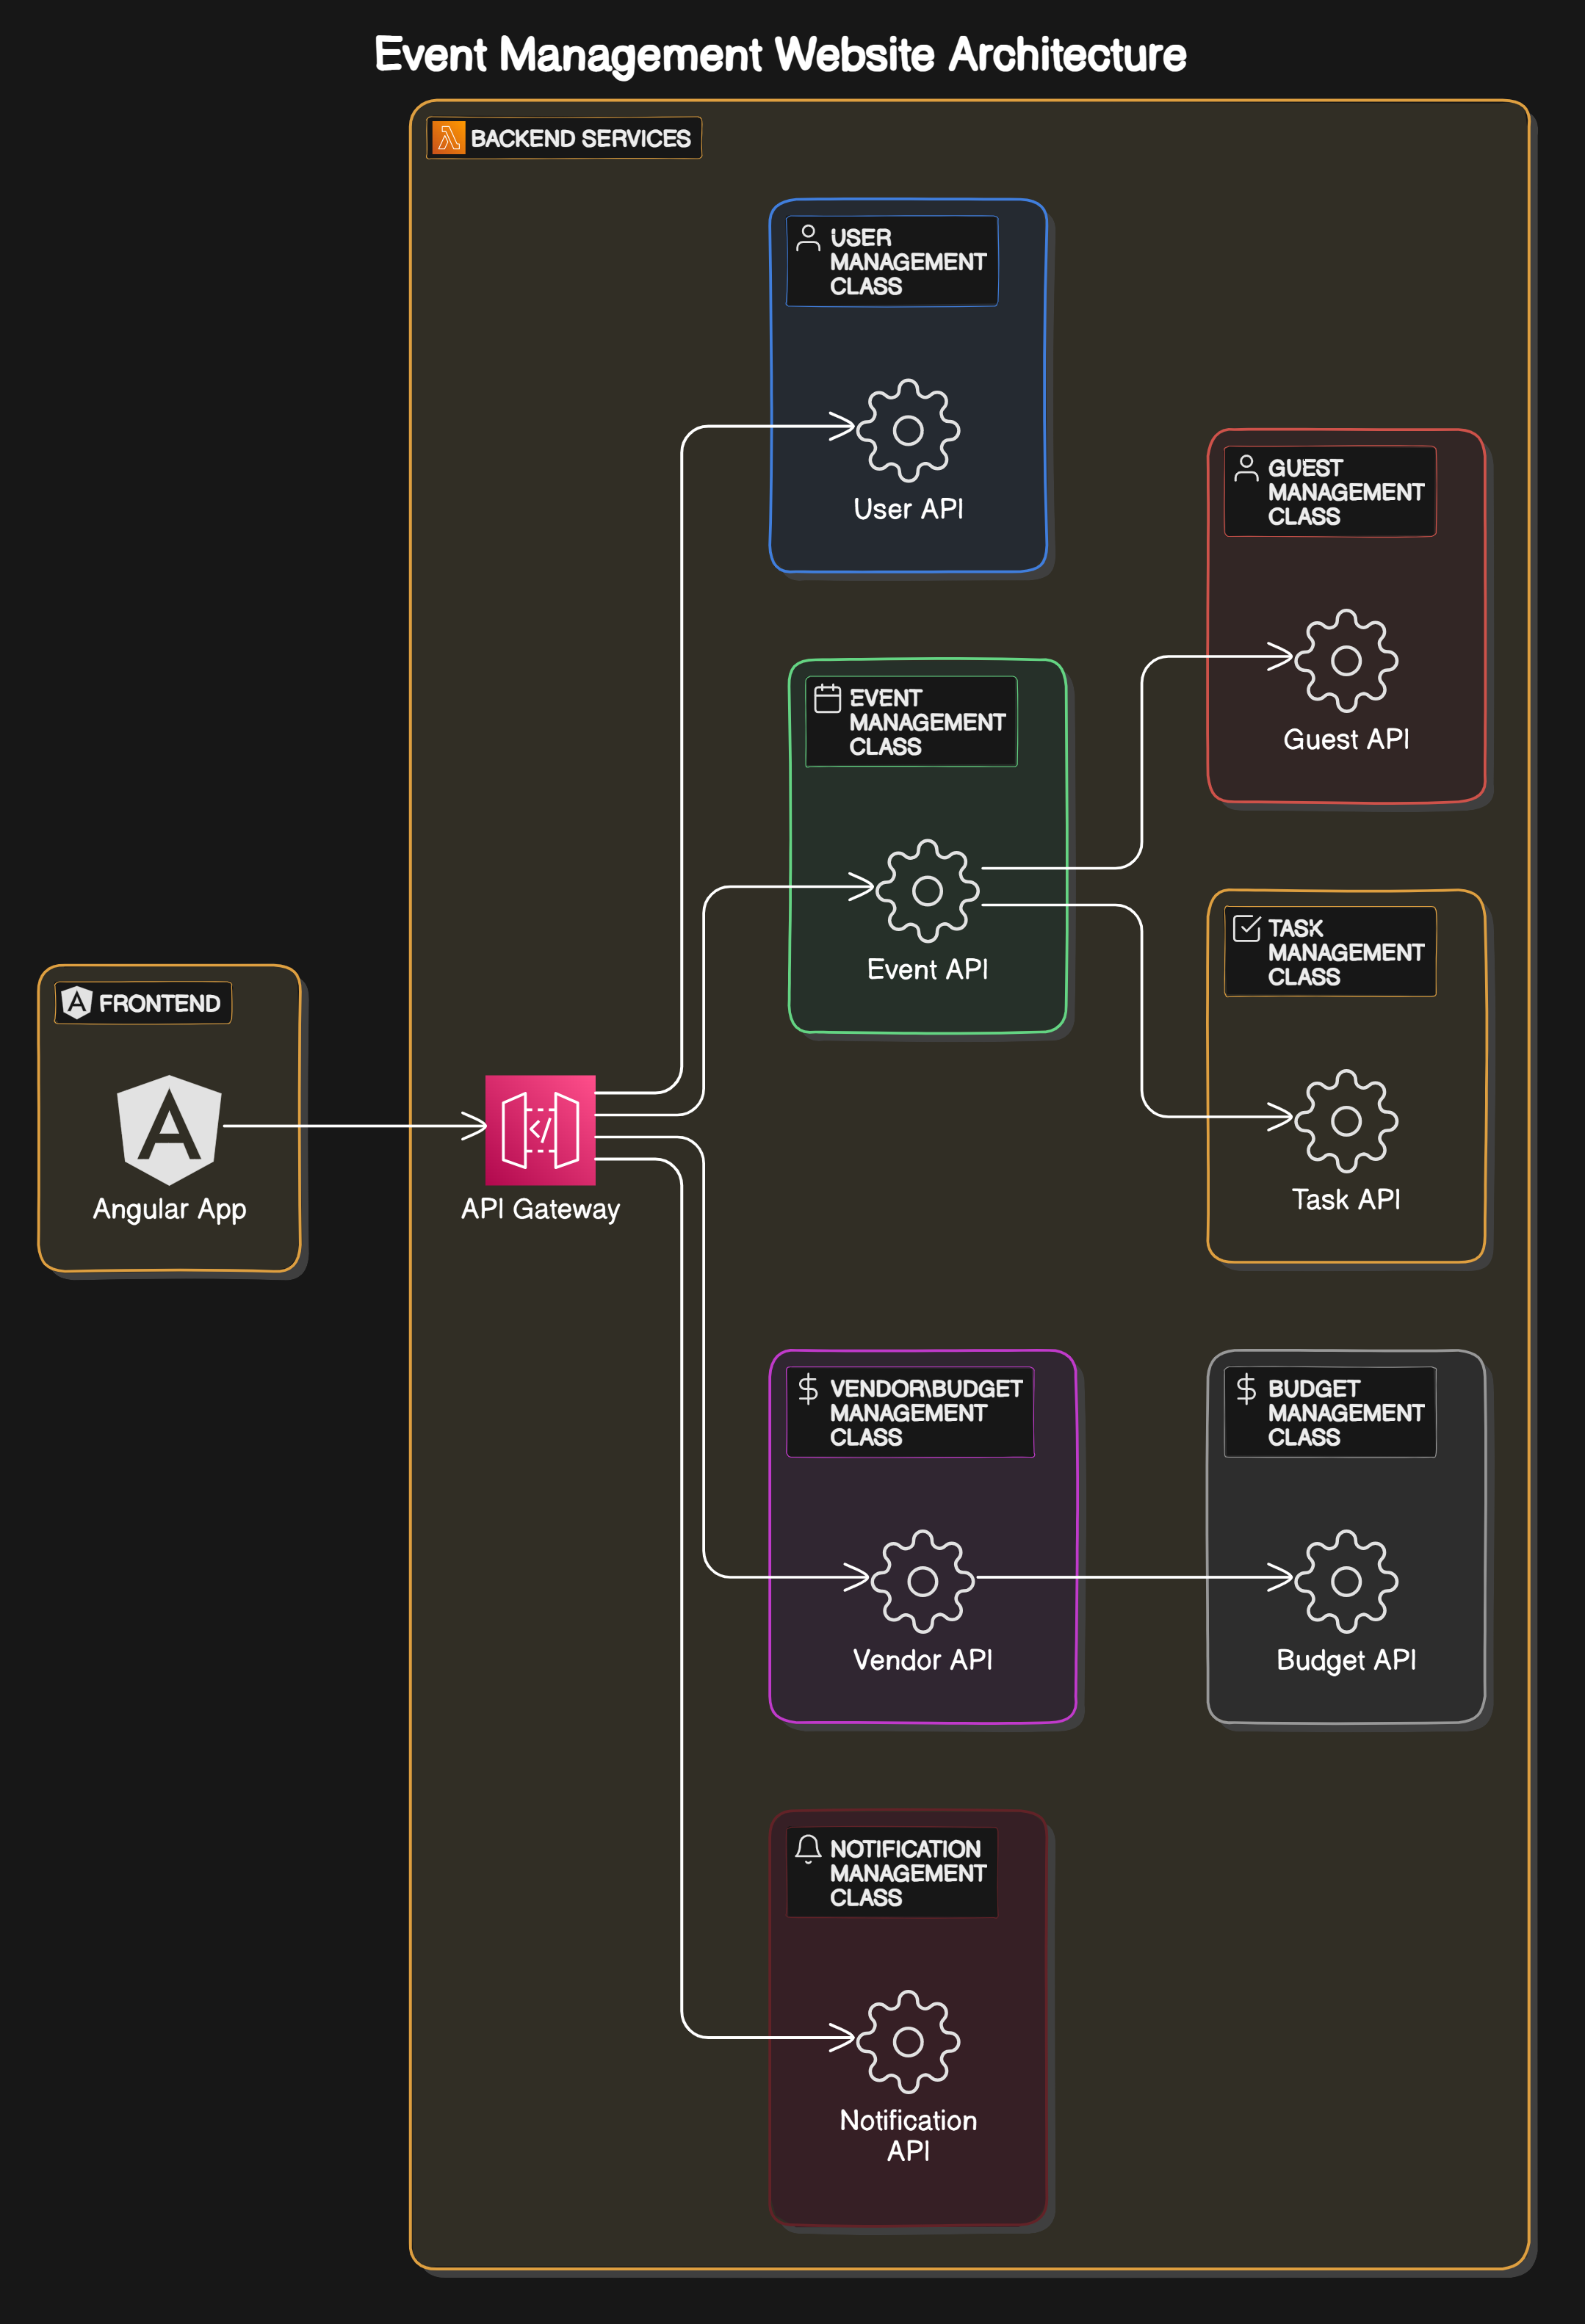 Event Management Website Architecture
BACKEND SERVICES
USER
MANAGEMENT
CLASS
User API
GUEST
MANAGEMENT
CLASS
Guest API
EVENT
MANAGEMENT
CLASS
Event API
TASK
MANAGEMENT
CLASS
Task API
FRONTEND
Angular App
API Gateway
VENDOR\BUDGET
MANAGEMENT
CLASS
Vendor API
BUDGET
MANAGEMENT
CLASS
Budget API
NOTIFICATION
MANAGEMENT
CLASS
Notification
API